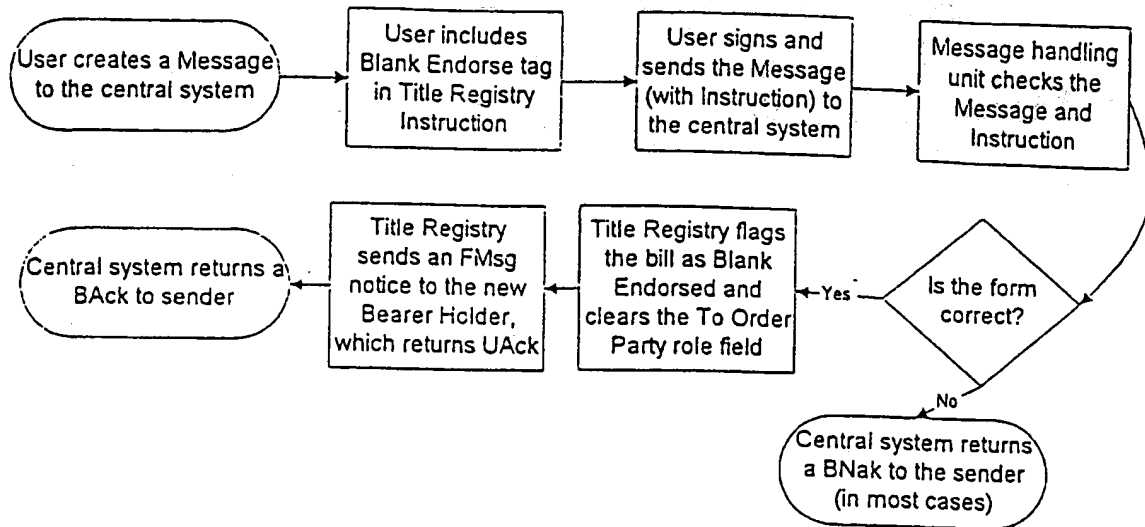 User creates a Message
to the central system
User includes
Blank Endorse tag
in Title Registry
Instruction
User signs and
sends the Message
(with Instruction) to
the central system
Message handling
unit checks the
Message and
Instruction
Is the form
correct?
Yes
Title Registry flags
the bill as Blank
Endorsed and
clears the To Order
Party role field
Title Registry
sends an FMsg
notice to the new
Bearer Holder,
which returns UAck
Central system returns a
BAck to sender
No
Central system returns
a BNak to the sender
(in most cases)